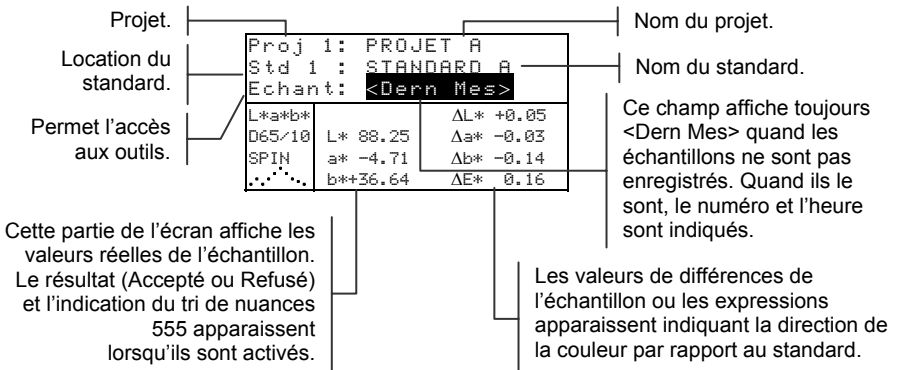 Projet.
Nom du projet.
Location du
standard.
Nom du standard.
Permet l’accès
aux outils.
Proj 1: PROJET A
Std 1 : STANDARD A
Echant: <Dern Mes>
L*a*b* ΔL* +0.05
D65/10 L* 88.25 Δa* -0.03
SPIN a* -4.71 Δb* -0.14
b*+36.64 ΔE* 0.16
Ce champ affiche toujours
<Dern Mes> quand les
échantillons ne sont pas
enregistrés. Quand ils le
sont, le numéro et l’heure
sont indiqués.
Cette partie de l’écran affiche les
valeurs réelles de l’échantillon.
Le résultat (Accepté ou Refusé)
et l’indication du tri de nuances
555 apparaissent
lorsqu’ils sont activés.
Les valeurs de différences de
l’échantillon ou les expressions
apparaissent indiquant la direction de
la couleur par rapport au standard.